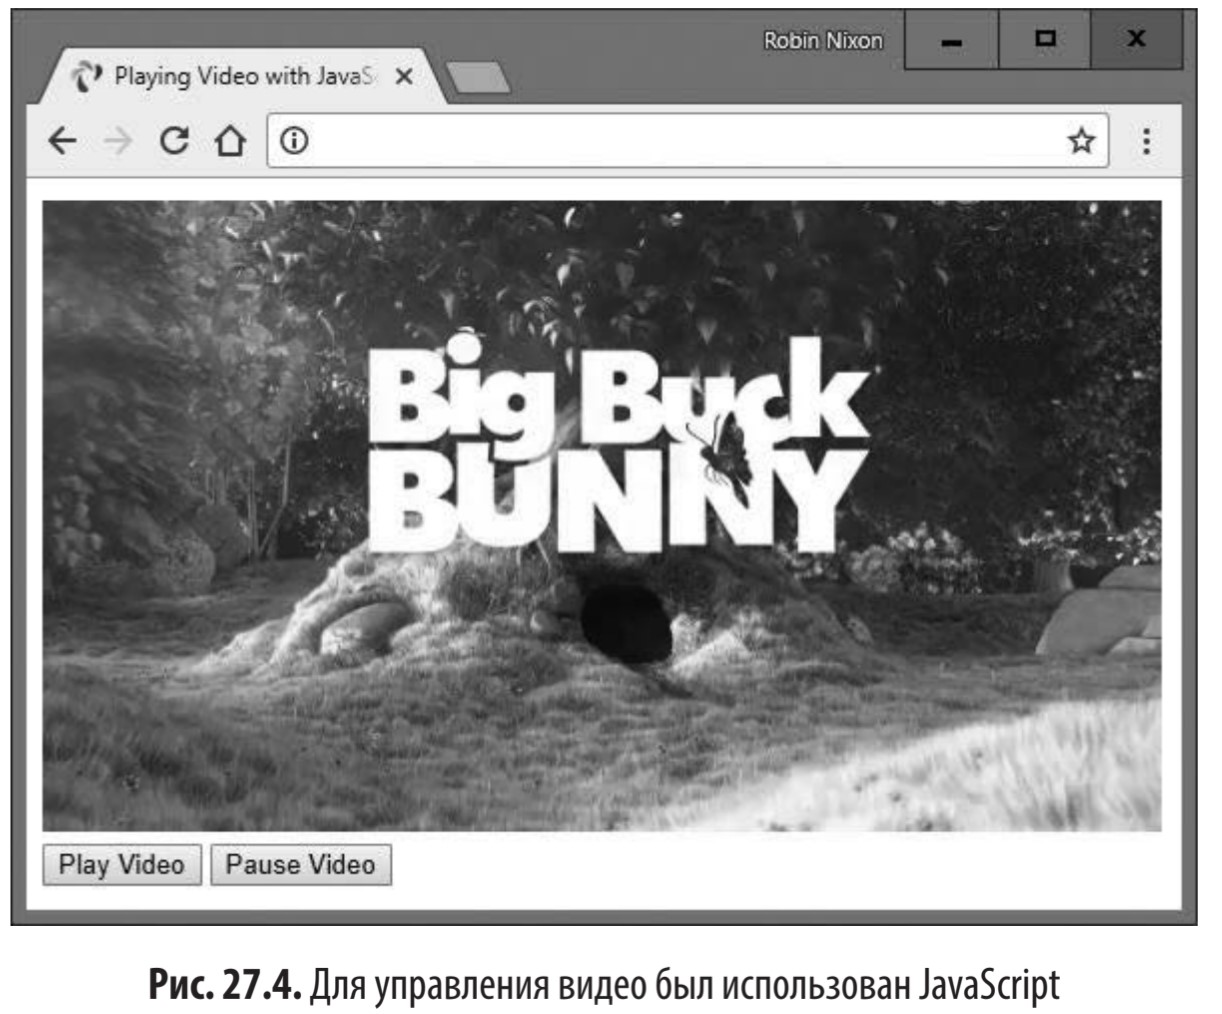 Robin Nixon
Playing Video with JavaS
Big Buck
BUNNY
Play Video
Pause Video
Рис. 27.4. Для управления видео был использован JavaScript